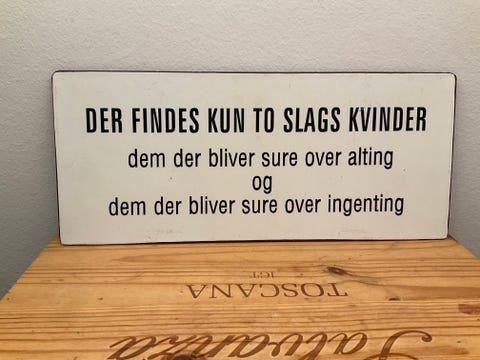 DER FINDES KUN TO SLAGS KVINDER
dem der bliver sure over alting
og
dem der bliver sure over ingenting
TOSCANA
IGT
Salvanza